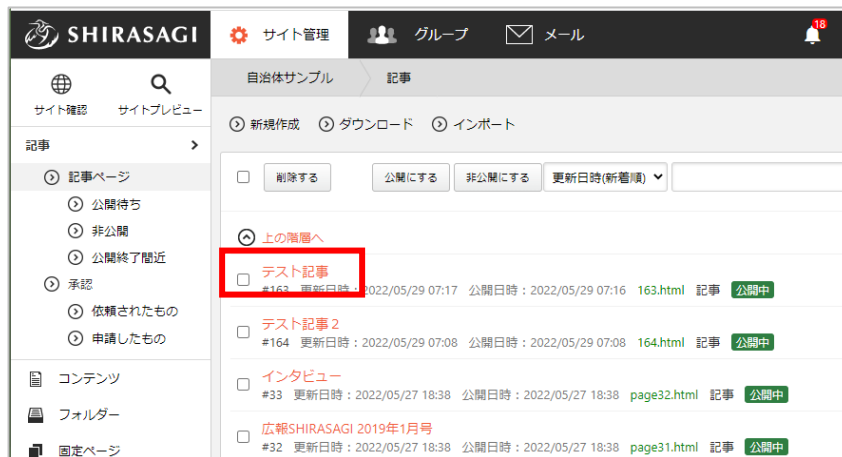 SHIRASAGI
サイト管理
グループ
メール
18
サイト確認
サイトプレビュー
自治体サンプル
記事
新規作成
ダウンロード
インポート
記事
記事ページ
公開待ち
非公開
公開終了間近
承認
依頼されたもの
申請したもの
コンテンツ
フォルダー
固定ページ
削除する
公開にする
非公開にする
更新日時(新着順)
上の階層へ
テスト記事
#163 更新日時：2022/05/29 07:17 公開日時：2022/05/29 07:16 163.html 記事 公開中
テスト記事２
#164 更新日時：2022/05/29 07:08 公開日時：2022/05/29 07:08 164.html 記事 公開中
インタビュー
#33 更新日時：2022/05/27 18:38 公開日時：2022/05/27 18:38 page32.html 記事 公開中
広報SHIRASAGI 2019年1月号
#32 更新日時：2022/05/27 18:38 公開日時：2022/05/27 18:38 page31.html 記事 公開中